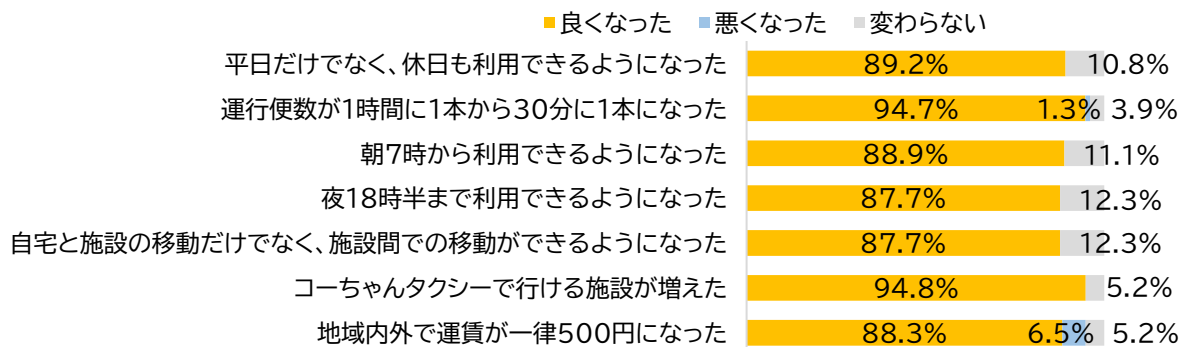 良くなった 悪くなった 変わらない
平日だけでなく、休日も利用できるようになった 89.2% 10.8%
運行便数が1時間に1本から30分に1本になった 94.7% 1.3% 3.9%
朝7時から利用できるようになった 88.9% 11.1%
夜18時半まで利用できるようになった 87.7% 12.3%
自宅と施設の移動だけでなく、施設間での移動ができるようになった 87.7% 12.3%
コーちゃんタクシーで行ける施設が増えた 94.8% 5.2%
地域内外で運賃が一律500円になった 88.3% 6.5% 5.2%